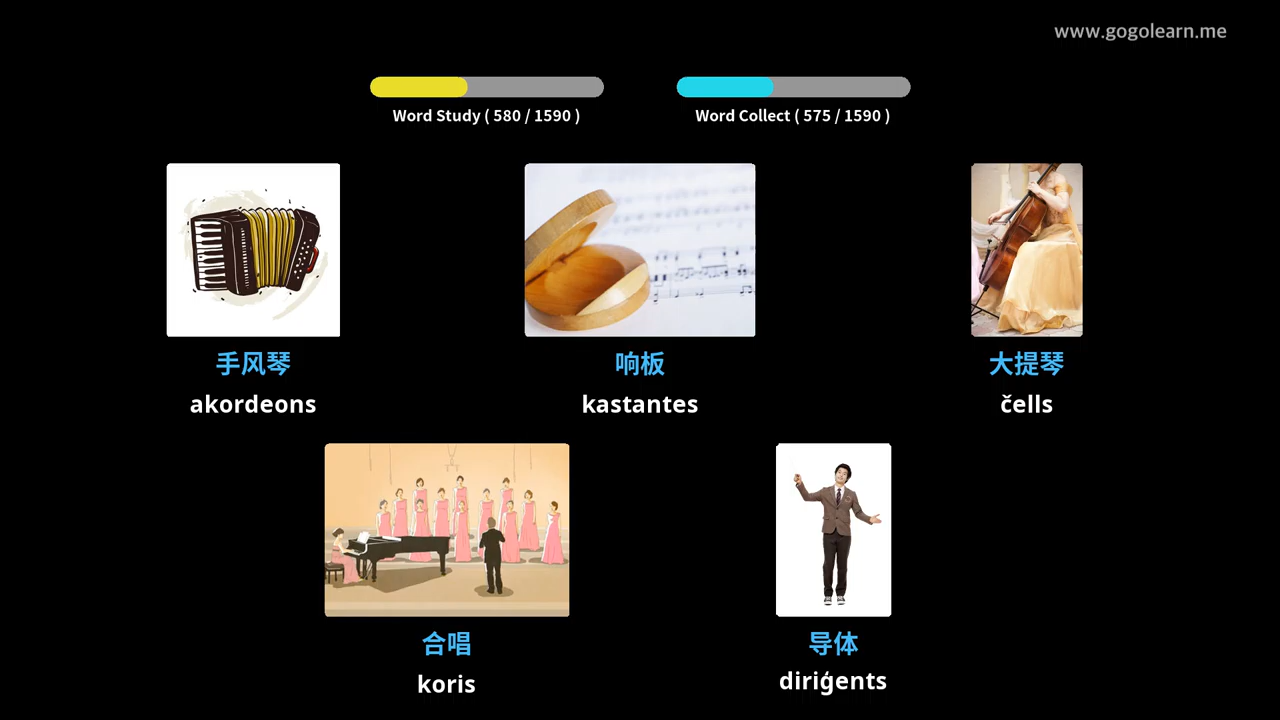 www.gogolearn.me
Word Study ( 580 / 1590 )
Word Collect ( 575 / 1590 )
手风琴
响板
大提琴
akordeons
kastantes
čells
合唱
导体
koris
diriģents